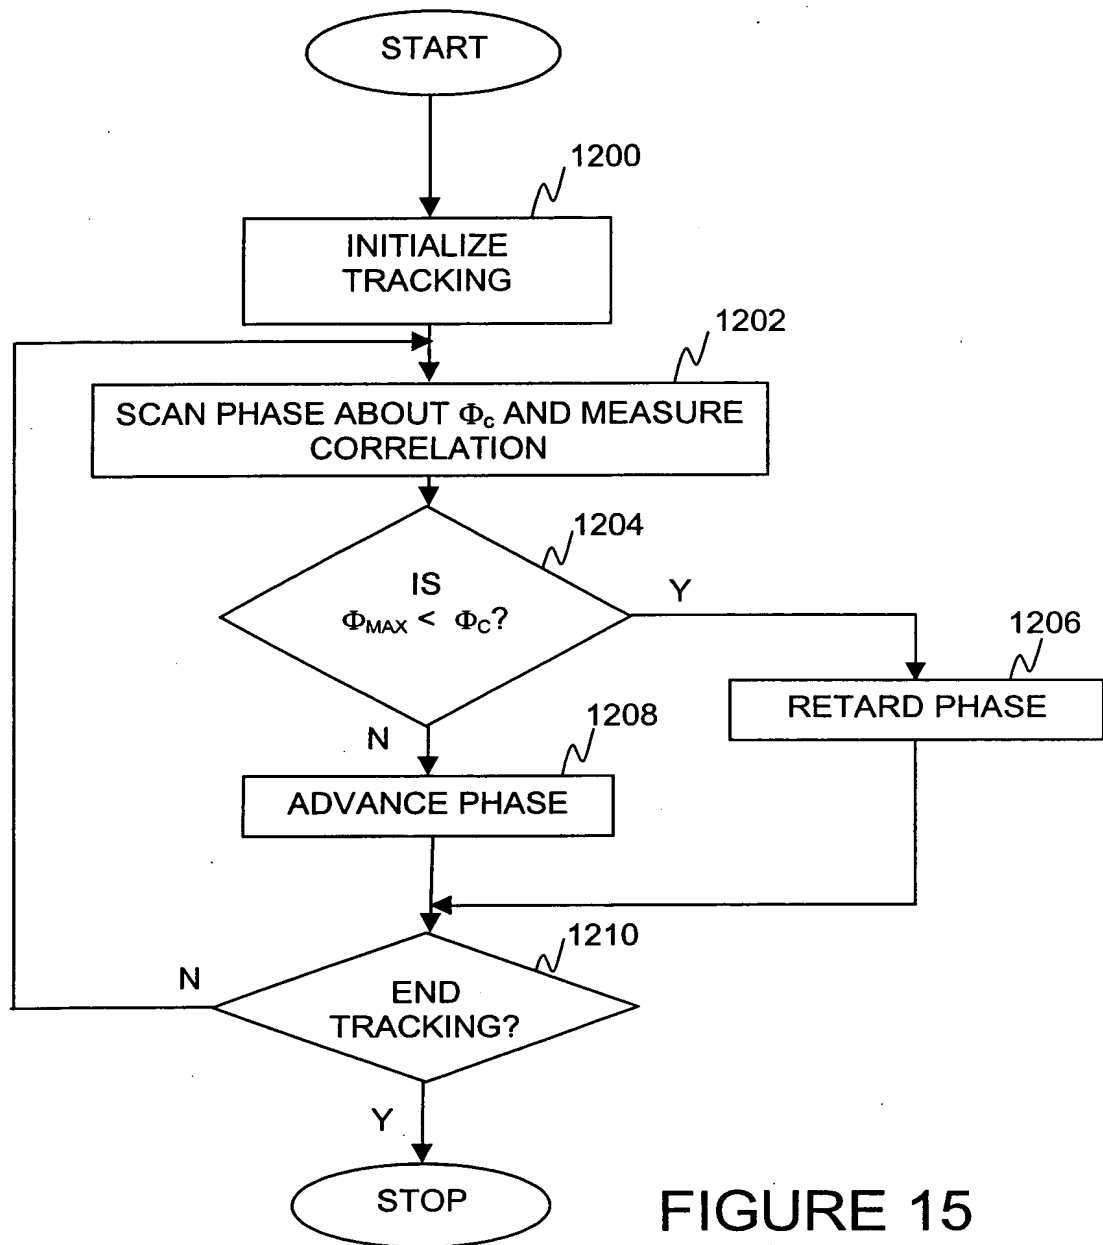 START
1200
INITIALIZE
TRACKING
1202
SCAN PHASE ABOUT Φc AND MEASURE
CORRELATION
1204
IS
ΦMAX < ΦC?
Y
1206
RETARD PHASE
N
1208
ADVANCE PHASE
1210
N
END
TRACKING?
Y
STOP
FIGURE 15